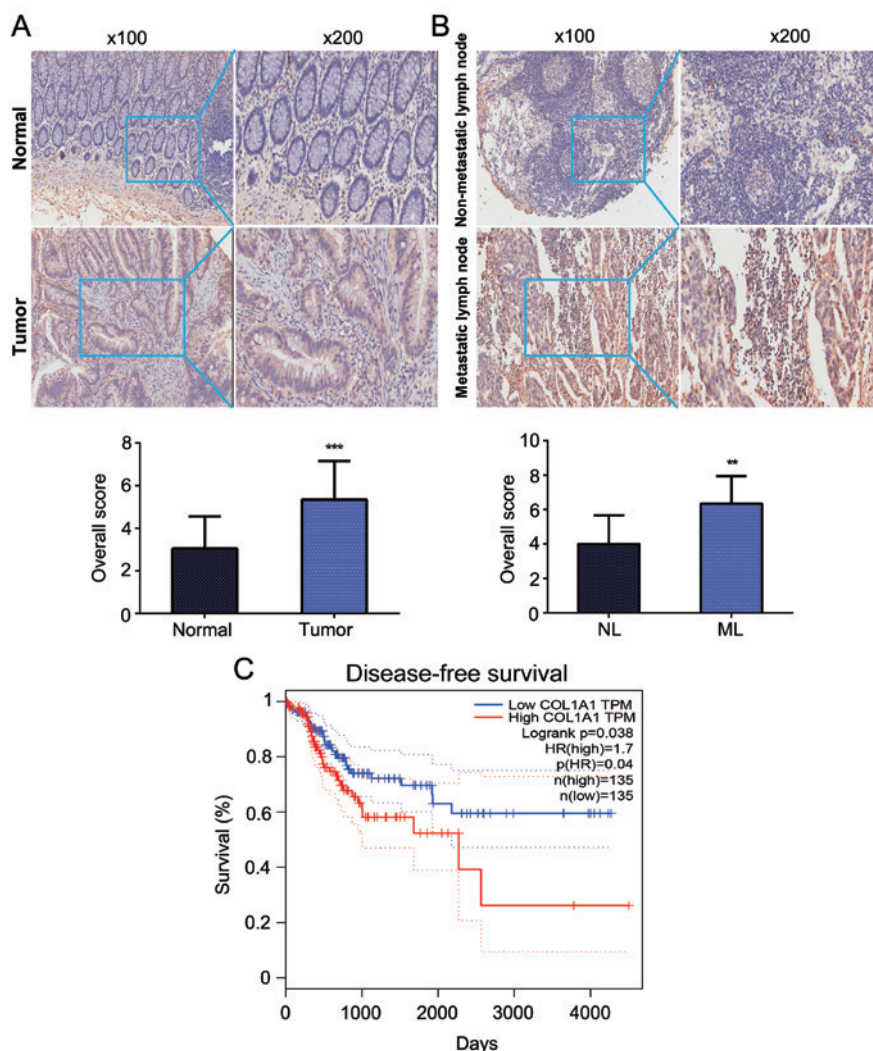 A
x100
x200
Normal
Tumor
Overall score
8
6
4
2
0
***
Normal
Tumor
B
x100
x200
Non-metastatic lymph node
Metastatic lymph node
Overall score
10
8
6
4
2
0
**
NL
ML
C
Disease-free survival
Low COL1A1 TPM
High COL1A1 TPM
Logrank p=0.038
HR(high)=1.7
p(HR)=0.04
n(high)=135
n(low)=135
Survival (%)
1
0.8
0.6
0.4
0.2
0
0
1000
2000
3000
4000
Days